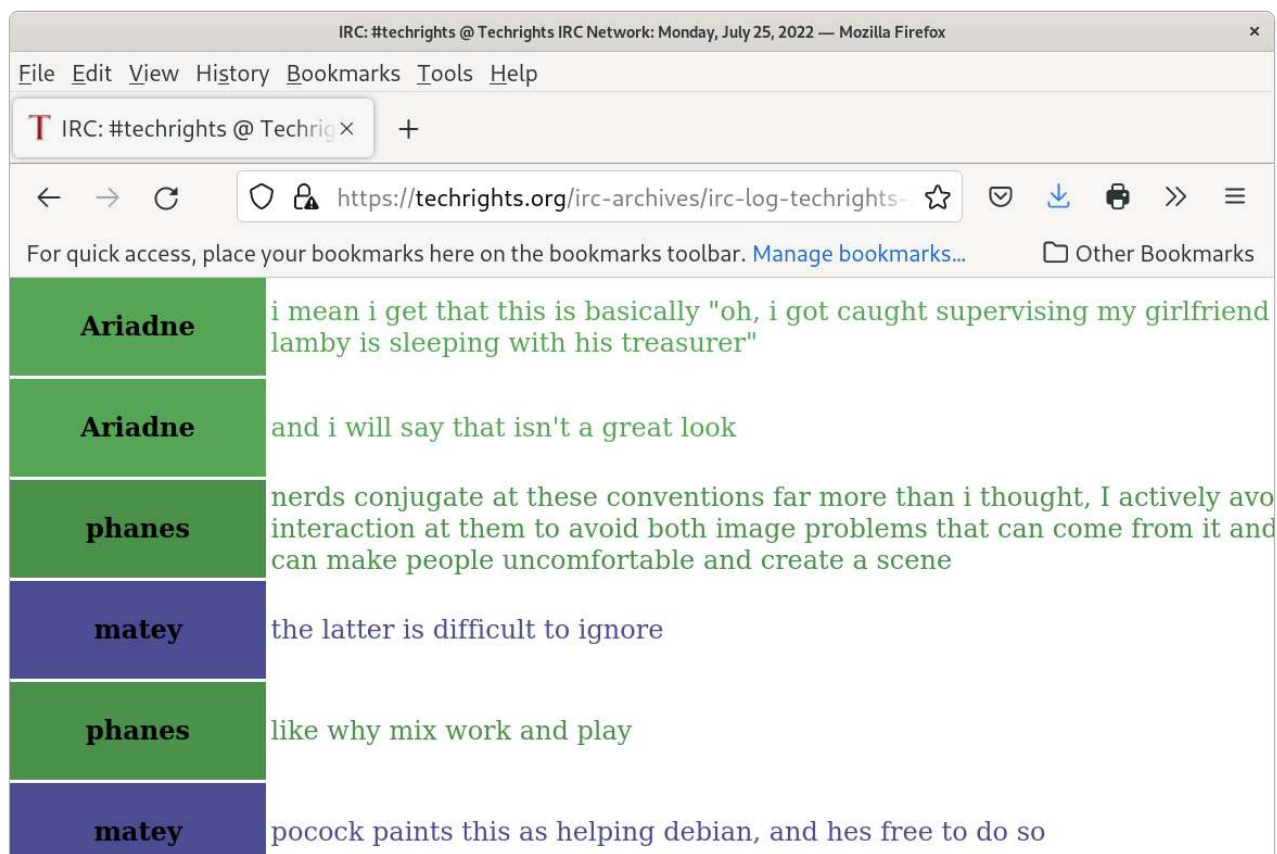 IRC: #techrights @ Techrights IRC Network: Monday, July 25, 2022 — Mozilla Firefox
File Edit View History Bookmarks Tools Help
T IRC: #techrights @ Techrig
https://techrights.org/irc-archives/irc-log-techrights-
For quick access, place your bookmarks here on the bookmarks toolbar. Manage bookmarks... Other Bookmarks
Ariadne i mean i get that this is basically "oh, i got caught supervising my girlfriend
lamby is sleeping with his treasurer"
Ariadne and i will say that isn't a great look
nerds conjugate at these conventions far more than i thought, I actively avo
phanes interaction at them to avoid both image problems that can come from it and
can make people uncomfortable and create a scene
matey the latter is difficult to ignore
phanes like why mix work and play
matey pocock paints this as helping debian, and hes free to do so